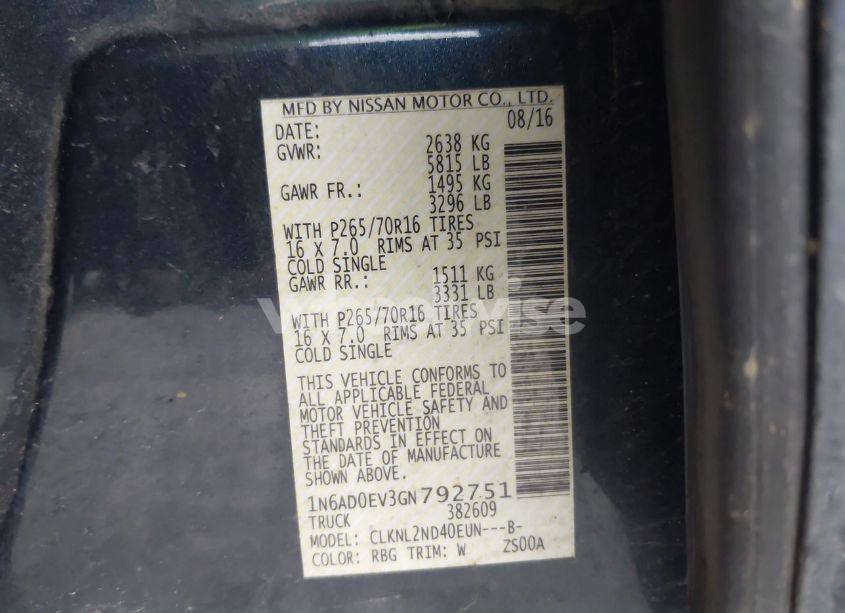 MFD BY NISSAN MOTOR CO., LTD.
DATE: 08/16
GVWR: 2638 KG
5815 LB
GAWR FR.: 1495 KG
3296 LB
WITH P265/70R16 TIRES
16 X 7.0 RIMS AT 35 PSI
COLD SINGLE
GAWR RR.: 1511 KG
3331 LB
WITH P265/70R16 TIRES
16 X 7.0 RIMS AT 35 PSI
COLD SINGLE
THIS VEHICLE CONFORMS TO
ALL APPLICABLE FEDERAL
MOTOR VEHICLE SAFETY AND
THEFT PREVENTION
STANDARDS IN EFFECT ON
THE DATE OF MANUFACTURE
SHOWN ABOVE.
1N6AD0EV3GN792751
TRUCK 382609
MODEL: CLKNL2ND40EUN---B-
COLOR: RBG TRIM: W ZS00A